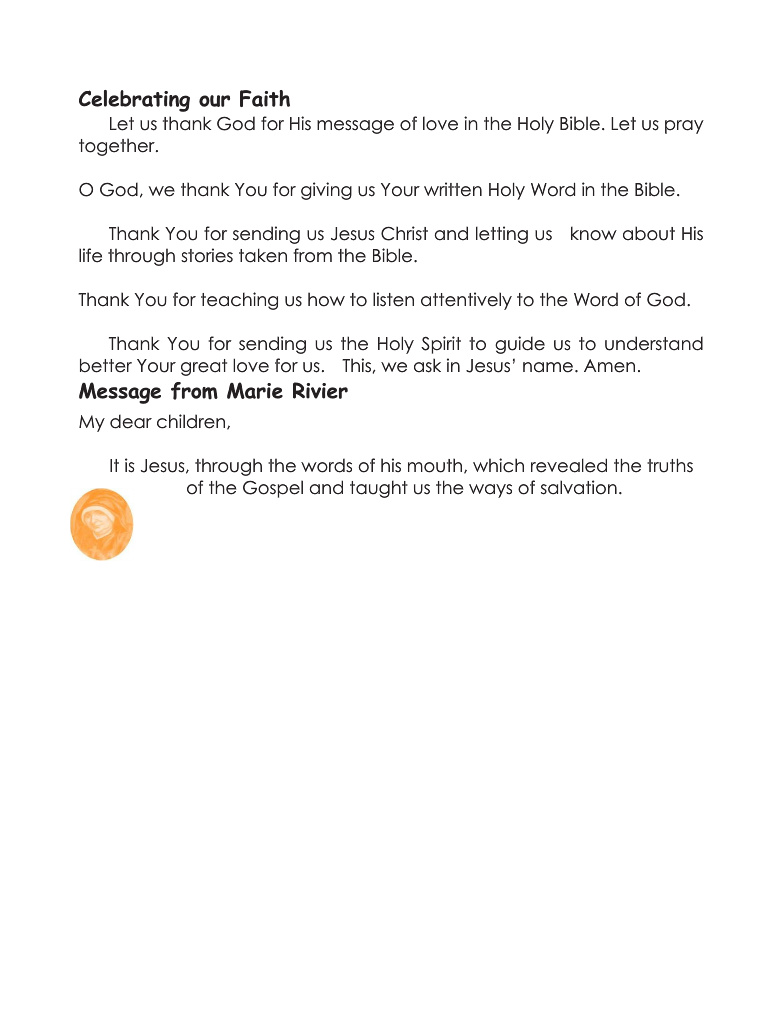 Celebrating our Faith
Let us thank God for His message of love in the Holy Bible. Let us pray
together.
O God, we thank You for giving us Your written Holy Word in the Bible.
Thank You for sending us Jesus Christ and letting us know about His
life through stories taken from the Bible.
Thank You for teaching us how to listen attentively to the Word of God.
Thank You for sending us the Holy Spirit to guide us to understand
better Your great love for us. This, we ask in Jesus’ name. Amen.
Message from Marie Rivier
My dear children,
It is Jesus, through the words of his mouth, which revealed the truths
of the Gospel and taught us the ways of salvation.